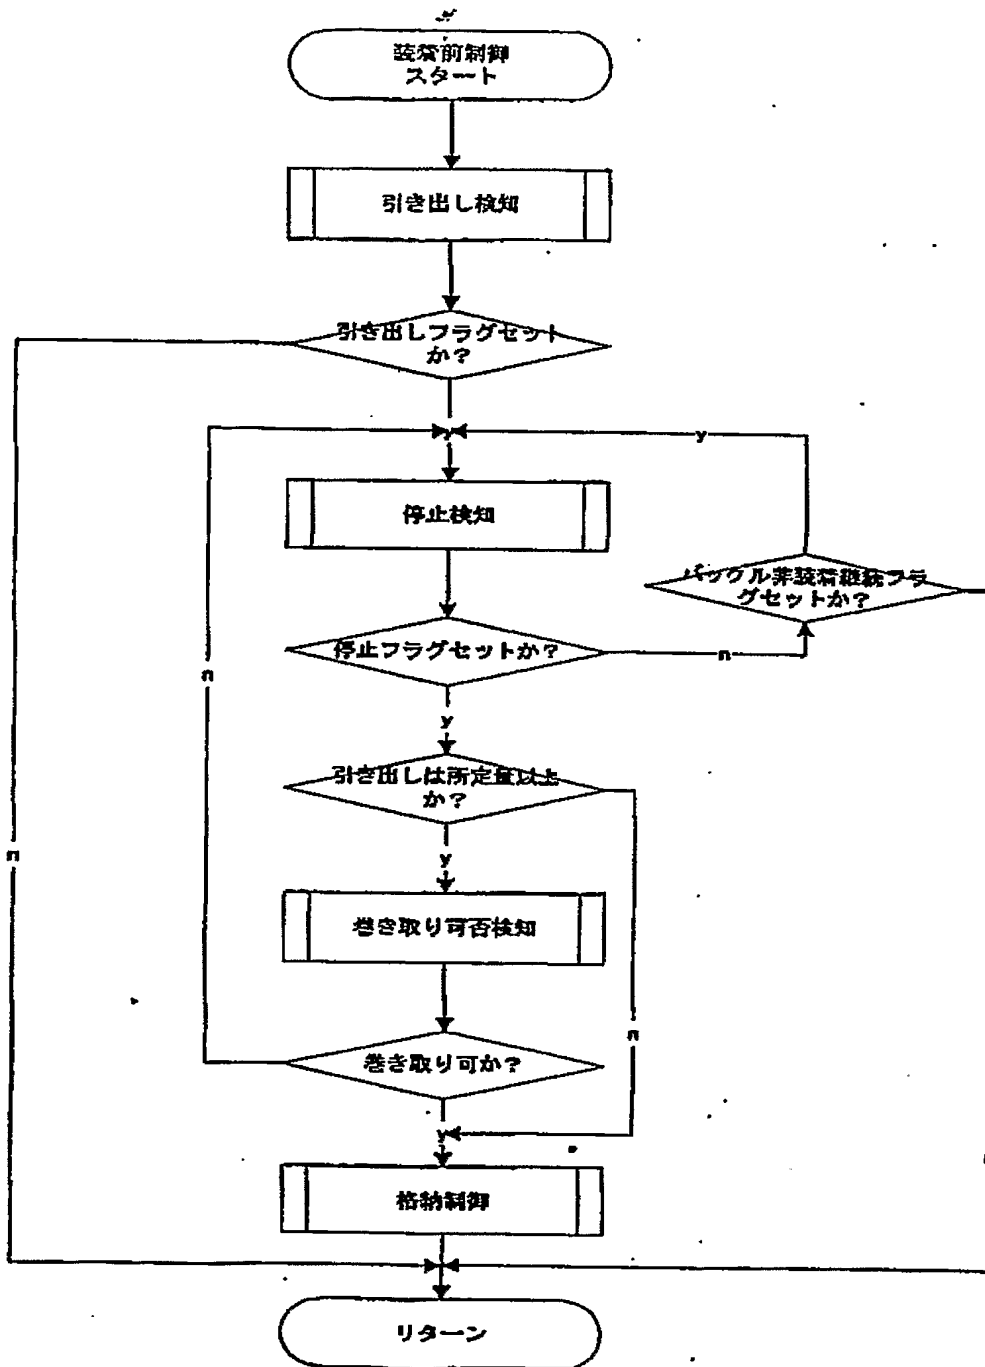 装着前制御
スタート
引き出し検知
引き出しフラグセット
か？
y
y
停止検知
バックル非装着継続フラ
グセットか？
停止フラグセットか？
n
n
y
引き出しは所定量以上
か？
n
y
巻き取り可否検知
n
巻き取り可か？
y
格納制御
リターン